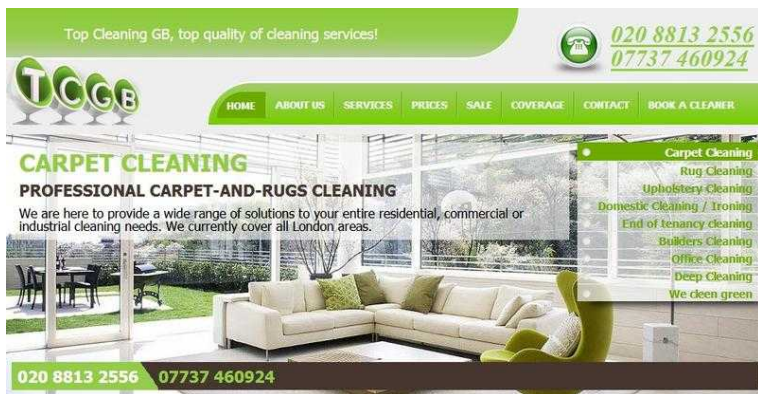 Top Cleaning GB, top quality of cleaning services!
020 8813 2556
07737 460924
TCGB
HOME ABOUT US SERVICES PRICES SALE COVERAGE CONTACT BOOK A CLEANER
CARPET CLEANING
PROFESSIONAL CARPET-AND-RUGS CLEANING
We are here to provide a wide range of solutions to your entire residential, commercial or
industrial cleaning needs. We currently cover all London areas.
Carpet Cleaning
Rug Cleaning
Upholstery Cleaning
Domestic Cleaning / Ironing
End of tenancy cleaning
Builders Cleaning
Office Cleaning
Deep Cleaning
We cleen green
020 8813 2556 07737 460924